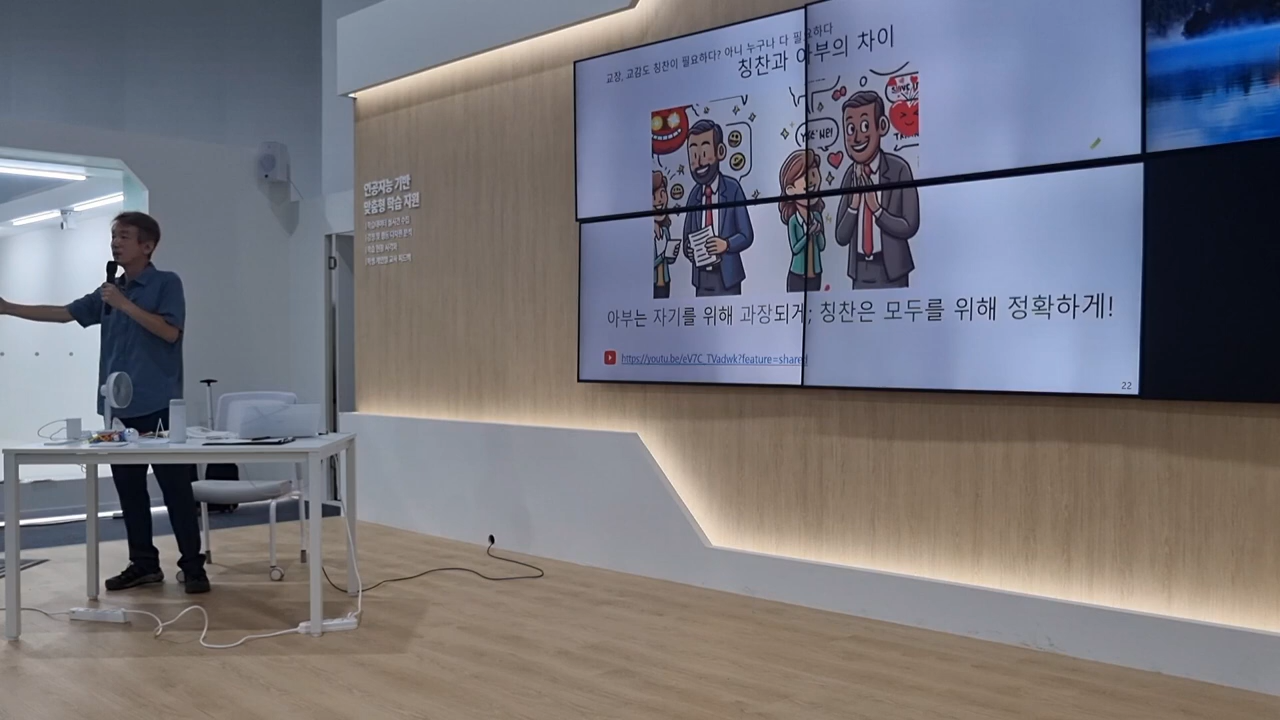 인공지능 기반
맞춤형 학습 지원
교장, 교감도 칭찬이 필요하다? 아니 누구나 다 필요하다
칭찬과 아부의 차이
YES HE!
아부는 자기를 위해 과장되게; 칭찬은 모두를 위해 정확하게!
https://youtu.be/eV7C_TVadwk?feature=shared
22